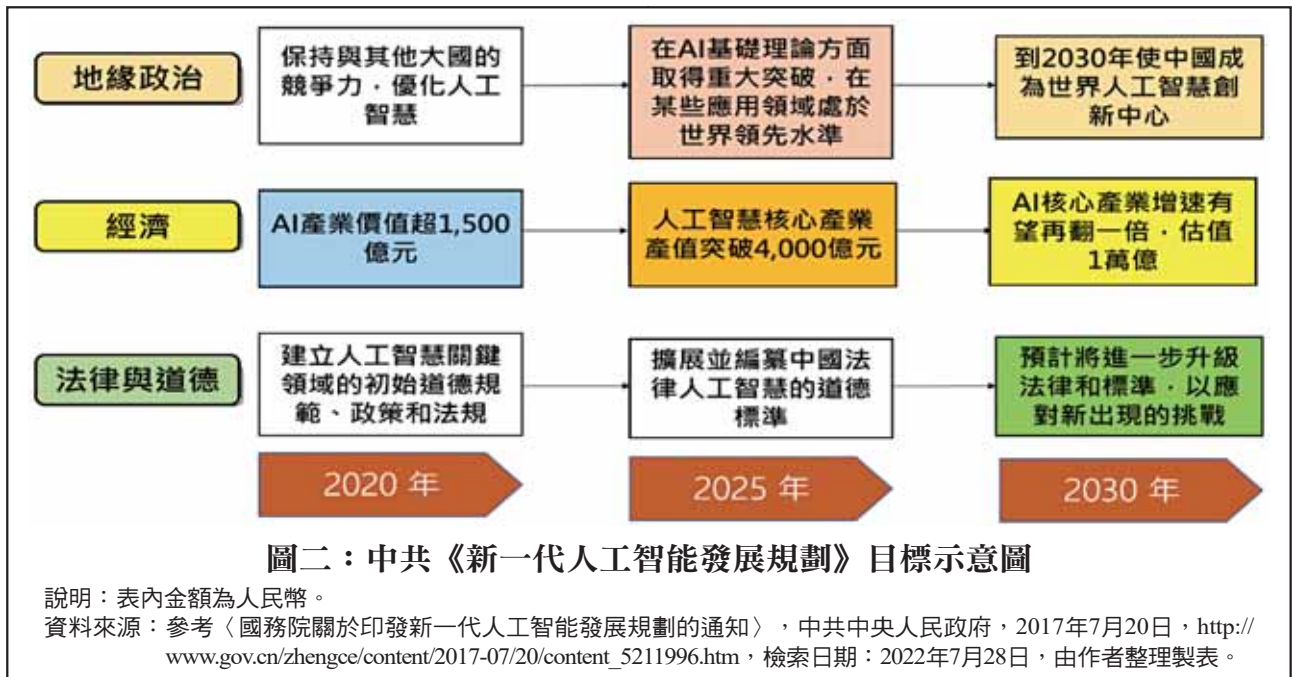 地緣政治
保持與其他大國的
競爭力，優化人工
智慧
在AI基礎理論方面
取得重大突破，在
某些應用領域處於
世界領先水準
到2030年使中國成
為世界人工智慧創
新中心
經濟
AI產業價值超1,500
億元
人工智慧核心產業
產值突破4,000億元
AI核心產業增速有
望再翻一倍，估值
1萬億
法律與道德
建立人工智慧關鍵
領域的初始道德規
範、政策和法規
擴展並編纂中國法
律人工智慧的道德
標準
預計將進一步升級
法律和標準，以應
對新出現的挑戰
2020 年
2025 年
2030 年
圖二：中共《新一代人工智能發展規劃》目標示意圖
說明：表內金額為人民幣。
資料來源：參考〈國務院關於印發新一代人工智能發展規劃的通知〉，中共中央人民政府，2017年7月20日，http://
www.gov.cn/zhengce/content/2017-07/20/content_5211996.htm，檢索日期：2022年7月28日，由作者整理製表。